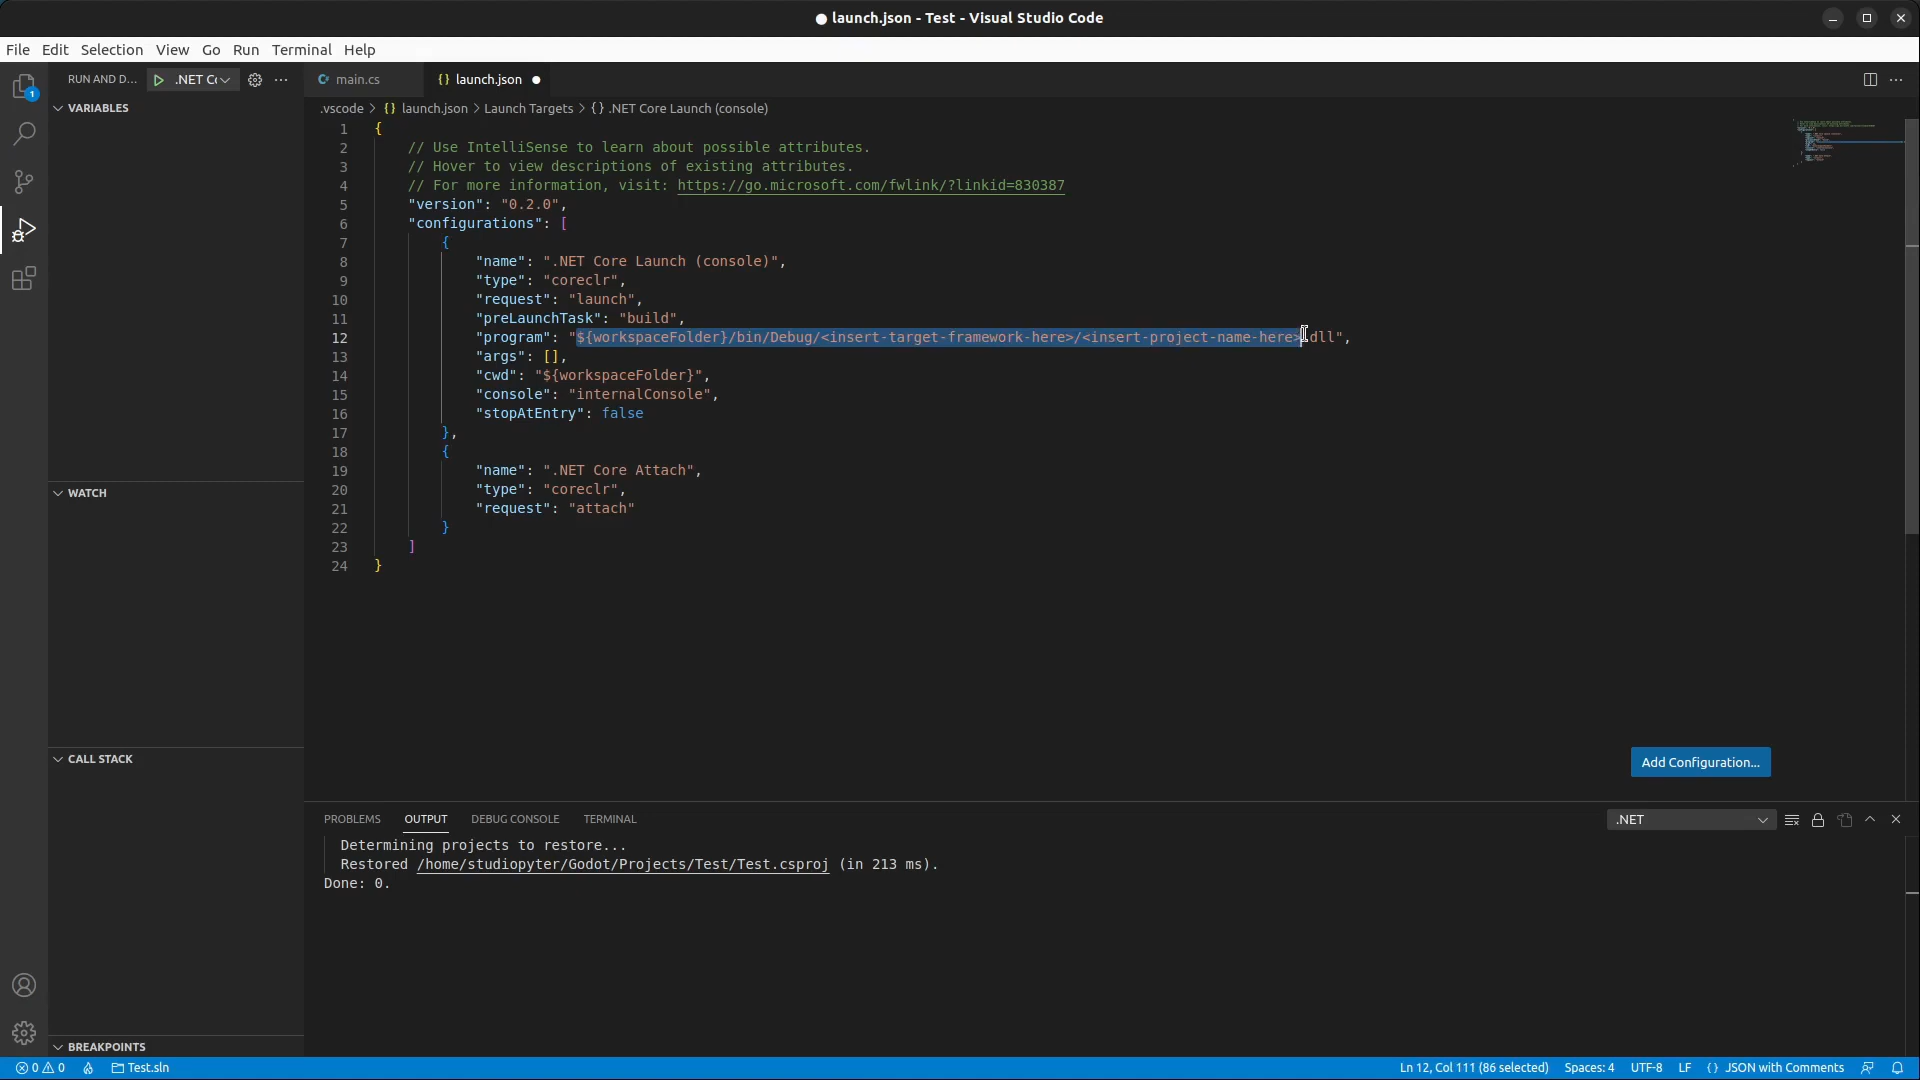 launch.json - Test - Visual Studio Code
File Edit Selection View Go Run Terminal Help
RUN AND D... .NET Cc
main.cs
launch.json
1
VARIABLES
.vscode > {} launch.json > Launch Targets > {} .NET Core Launch (console)
1 {
2 // Use IntelliSense to learn about possible attributes.
3 // Hover to view descriptions of existing attributes.
4 // For more information, visit: https://go.microsoft.com/fwlink/?linkid=830387
5 "version": "0.2.0",
6 "configurations": [
7 {
8 "name": ".NET Core Launch (console)",
9 "type": "coreclr",
10 "request": "launch",
11 "preLaunchTask": "build",
12 "program": "${workspaceFolder}/bin/Debug/<insert-target-framework-here>/<insert-project-name-here>.dll",
13 "args": [],
14 "cwd": "${workspaceFolder}",
15 "console": "internalConsole",
16 "stopAtEntry": false
17 },
18 {
19 "name": ".NET Core Attach",
20 "type": "coreclr",
21 "request": "attach"
22 }
23 ]
24 }
WATCH
CALL STACK
BREAKPOINTS
Add Configuration...
PROBLEMS OUTPUT DEBUG CONSOLE TERMINAL
.NET
Determining projects to restore...
Restored /home/studiopyter/Godot/Projects/Test/Test.csproj (in 213 ms).
Done: 0.
0 0 Test.sln
Ln 12, Col 111 (86 selected) Spaces: 4 UTF-8 LF {} JSON with Comments